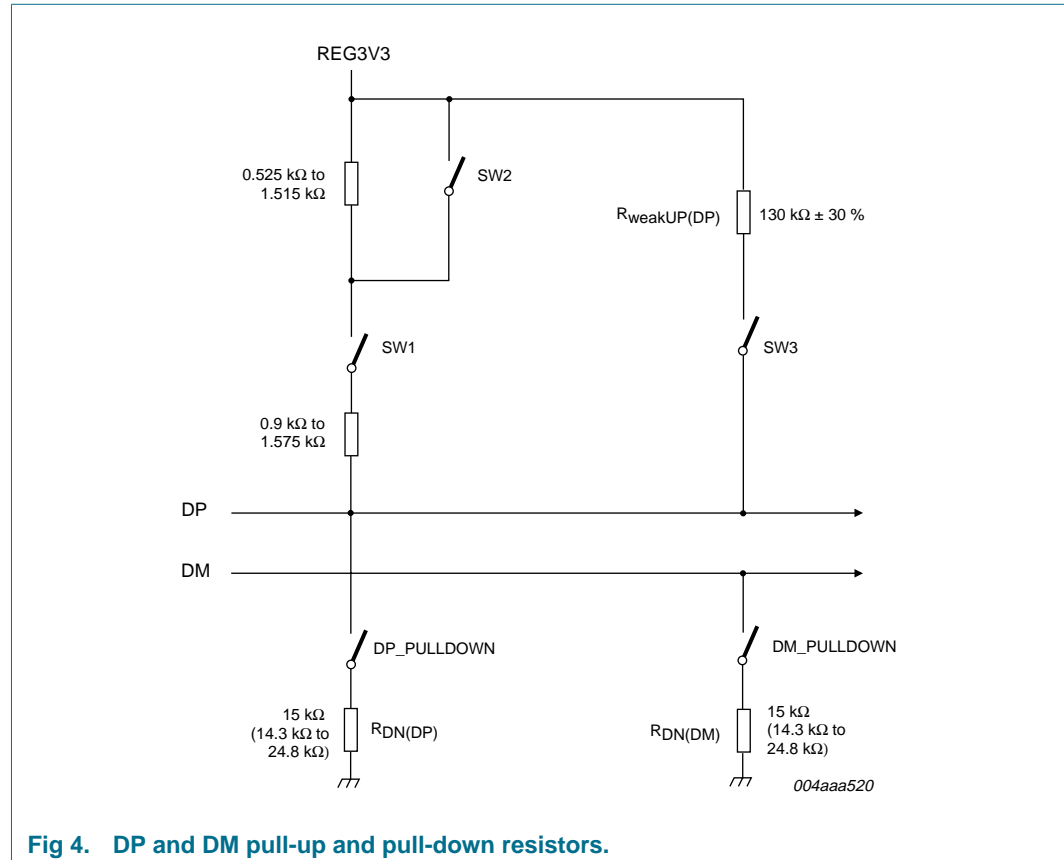 REG3V3
0.525 kΩ to
1.515 kΩ
SW2
RweakUP(DP)
130 kΩ ± 30 %
SW1
SW3
0.9 kΩ to
1.575 kΩ
DP
DM
DP_PULLDOWN
DM_PULLDOWN
15 kΩ
(14.3 kΩ to
24.8 kΩ)
RDN(DP)
RDN(DM)
15 kΩ
(14.3 kΩ to
24.8 kΩ)
004aaa520
Fig 4. DP and DM pull-up and pull-down resistors.